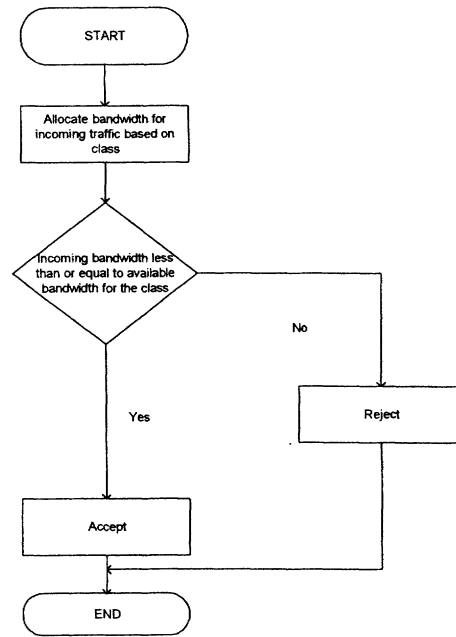 START
Allocate bandwidth for
incoming traffic based on
class
Incoming bandwidth less
than or equal to available
bandwidth for the class
No
Yes
Reject
Accept
END